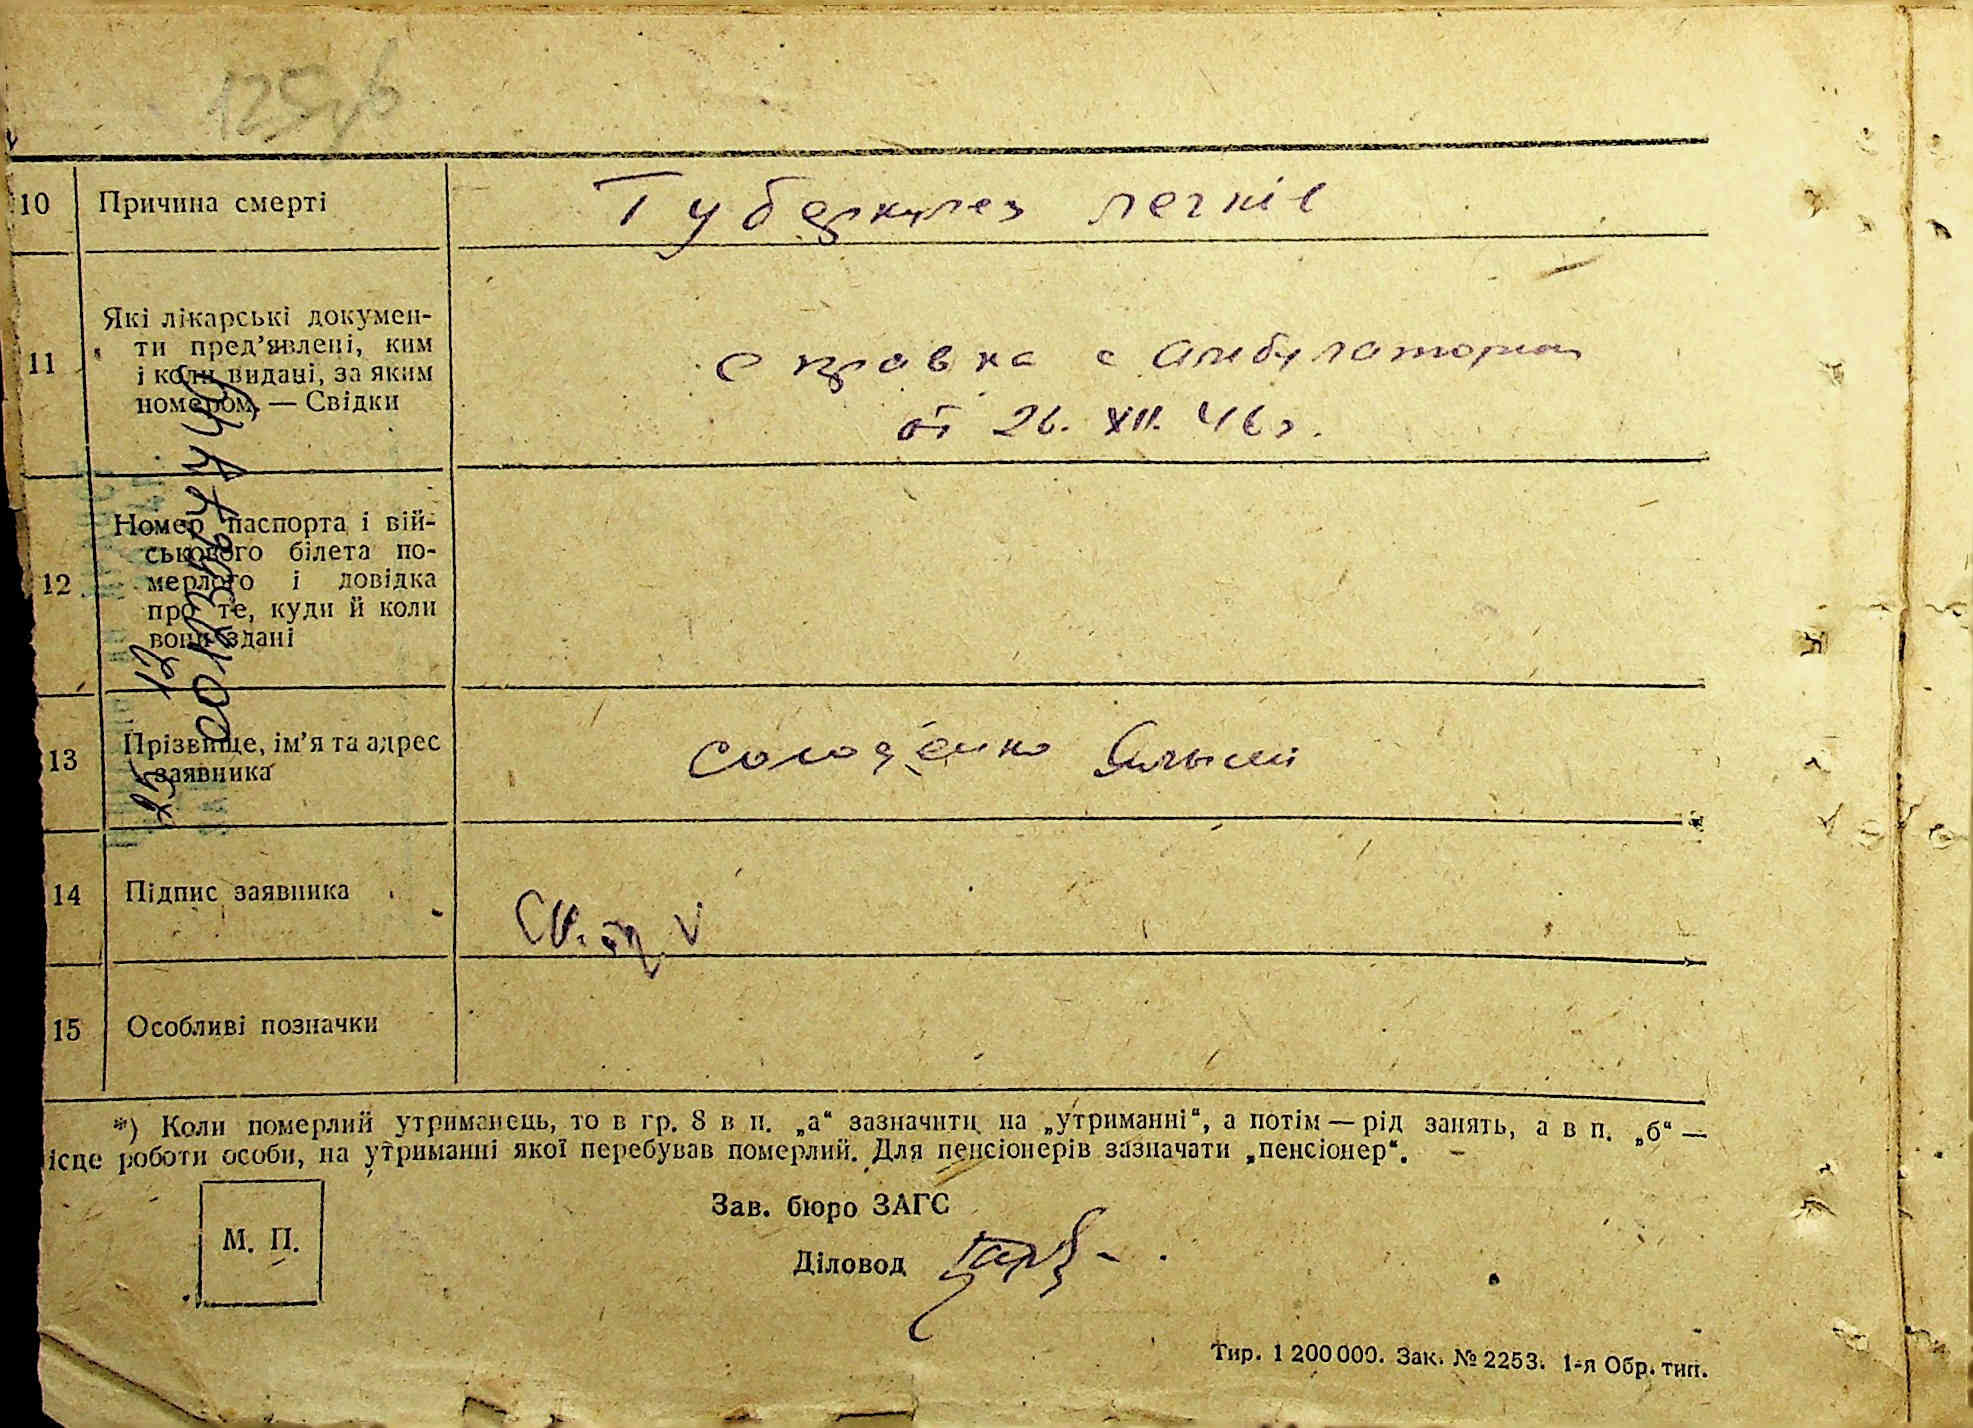 125
10 Причина смерті Туберкулез легків
11 Які лікарські докумен-
ти пред’явлені, ким
і коли видані, за яким
номером. — Свідки
справка с амбулатории
от 26. XII. 46 г.
12 Номер паспорта і вій-
ськового білета по-
мерлого і довідка
про те, куди й коли
вони здані
13 Прізвище, ім’я та адрес
заявника
14 Підпис заявника
15 Особливі позначки
*) Коли померлий утриманець, то в гр. 8 в п. „а“ зазначити на „утриманні“, а потім — рід занять, а в п. „б“ —
ісце роботи особи, на утриманні якої перебував померлий. Для пенсіонерів зазначати „пенсіонер“.
М. П.
Зав. бюро ЗАГС
Діловод
Тир. 1 200 000. Зак. № 2253. 1-я Обр. тип.